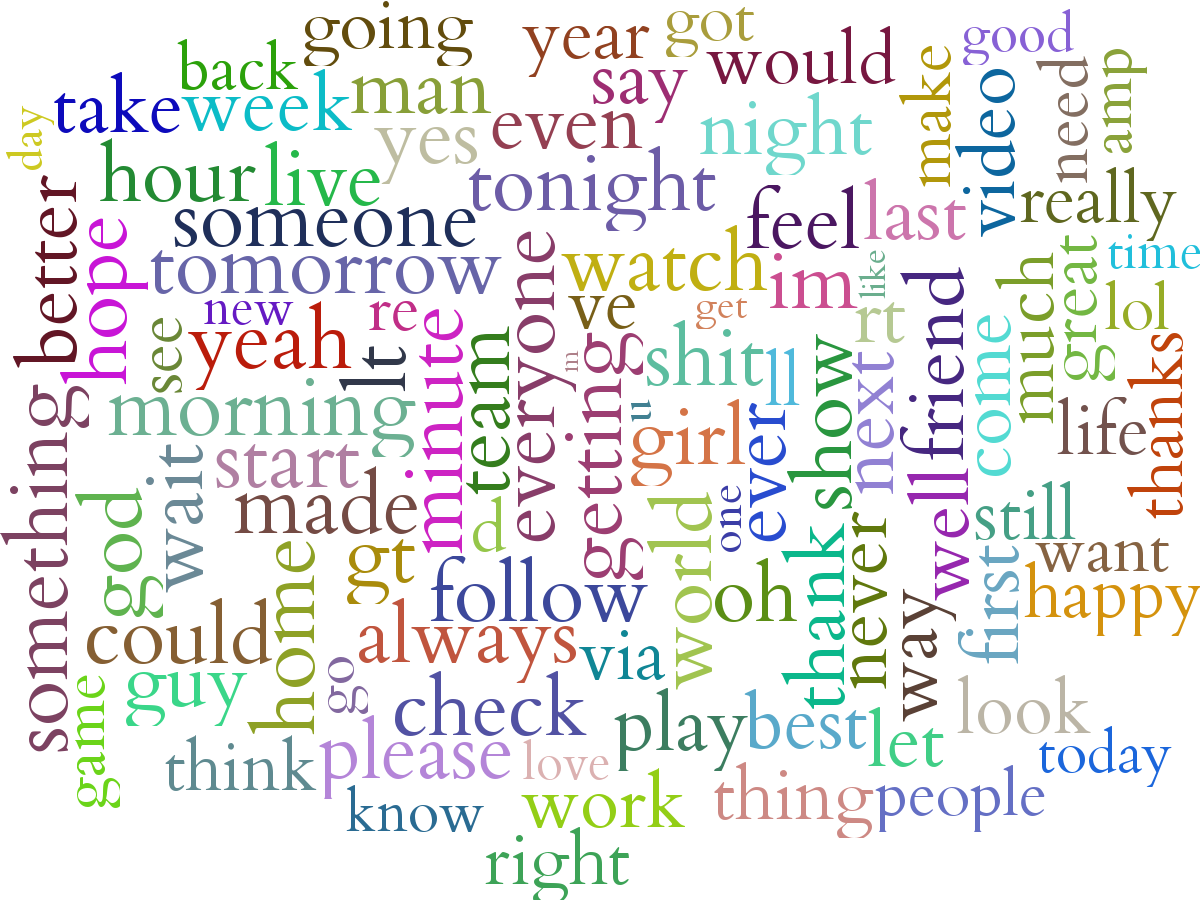 going
year
got
good
back
say
would
make
need
amp
take
week
man
day
yes
even
night
video
hour
live
tonight
feel
last
really
someone
better
hope
tomorrow
everyone
watch
im
like
friend
much
great
time
new
re
ve
get
rt
lol
see
yeah
lt
minute
team
m
getting
shit
ll
show
next
come
thanks
something
morning
u
girl
ever
life
god
wait
start
made
d
world
one
well
still
home
gt
follow
oh
thank
never
way
first
want
happy
could
always
via
guy
go
check
play
best
let
look
game
think
please
love
today
know
work
thing
people
right